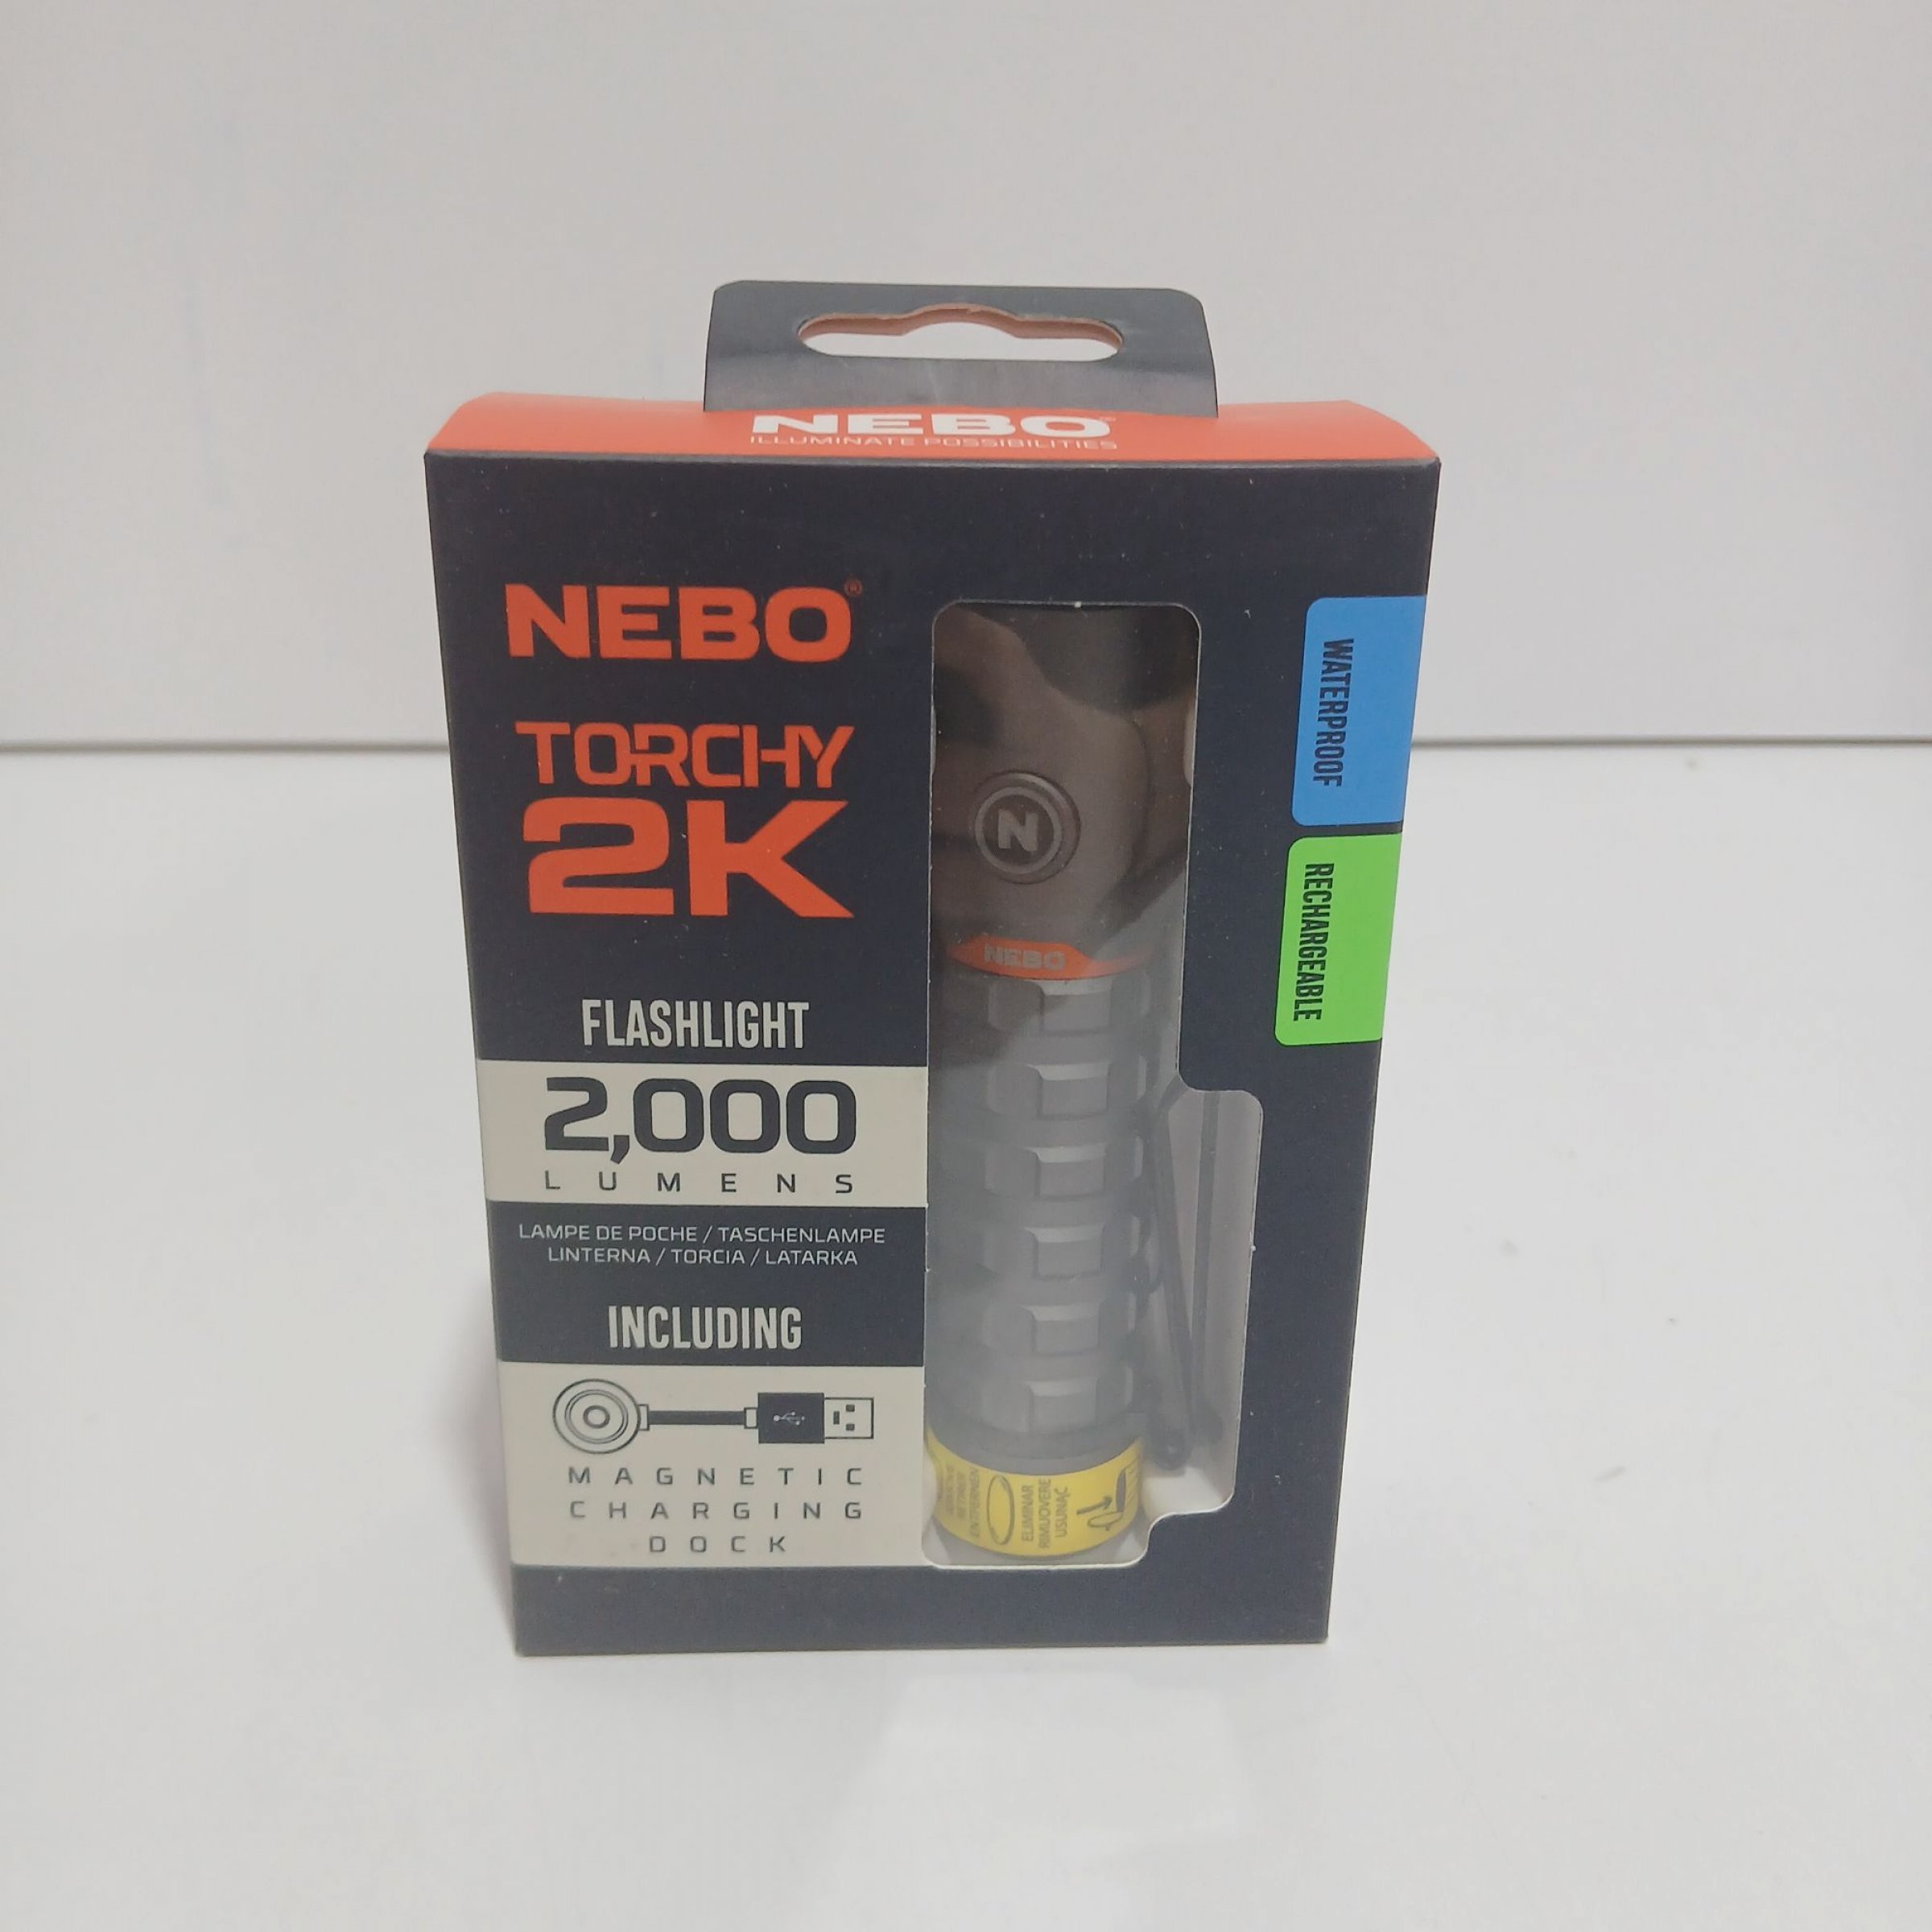 NEBO
ILLUMINATE POSSIBILITIES
NEBO®
TORCHY
2K
FLASHLIGHT
2,000
LUMENS
LAMPE DE POCHE / TASCHENLAMPE
LINTERNA / TORCIA / LATARKA
INCLUDING
MAGNETIC
CHARGING
DOCK
N
NEBO
ENTFERNEN
ELIMINAR
RIMUOVERE
USUNĄĆ
WATERPROOF
RECHARGEABLE